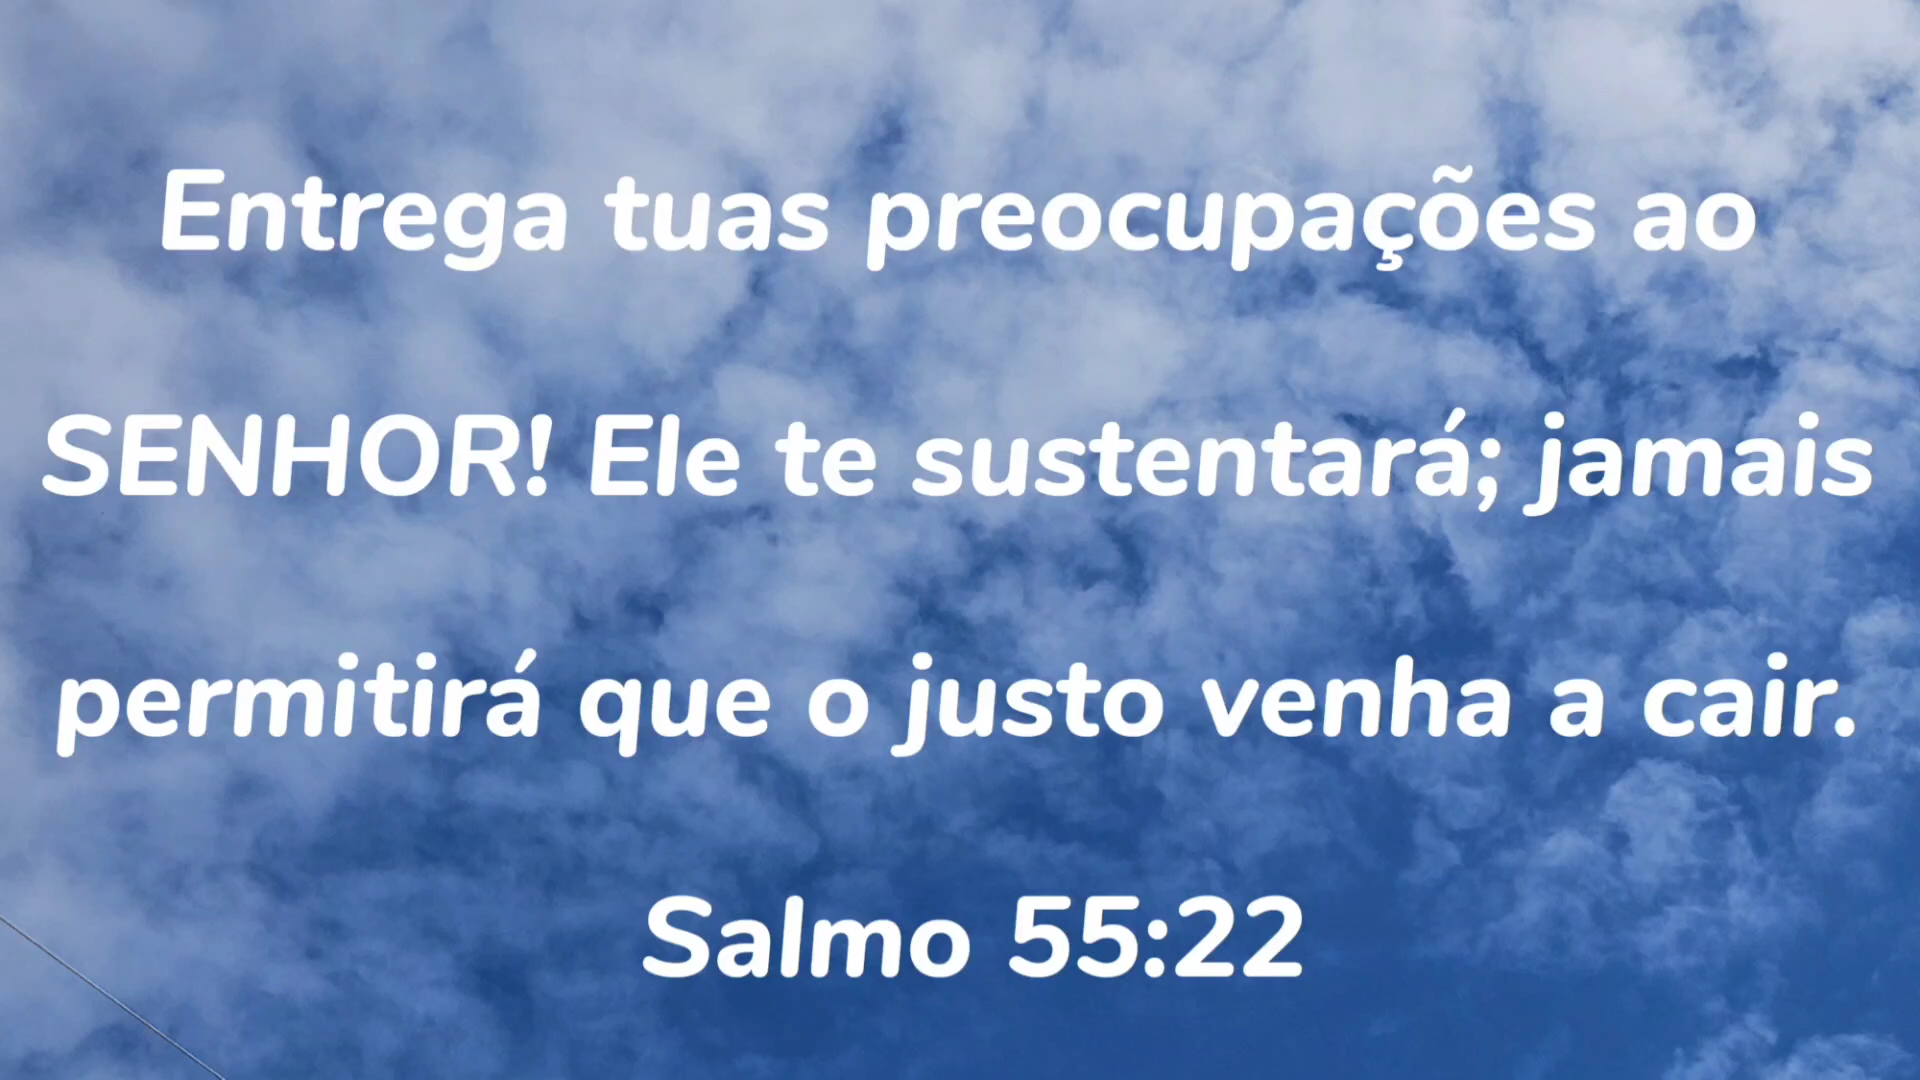 Entrega tuas preocupações ao
SENHOR! Ele te sustentará; jamais
permitirá que o justo venha a cair.
Salmo 55:22